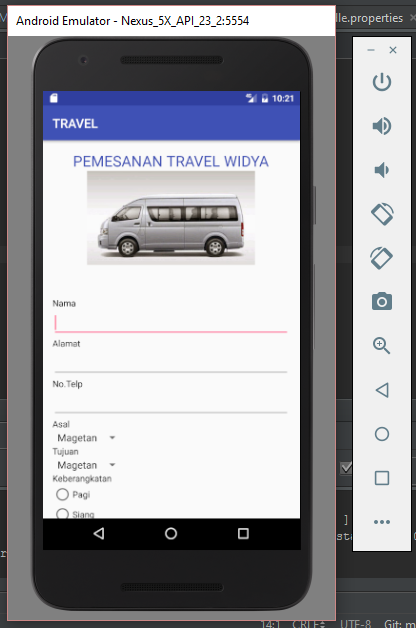 Android Emulator - Nexus_5X_API_23_2:5554
lle.properties
10:21
TRAVEL
PEMESANAN TRAVEL WIDYA
Nama
Alamat
No.Telp
Asal
Magetan
Tujuan
Magetan
Keberangkatan
Pagi
Siang
14:1 CRLF UTF-8 Git: m